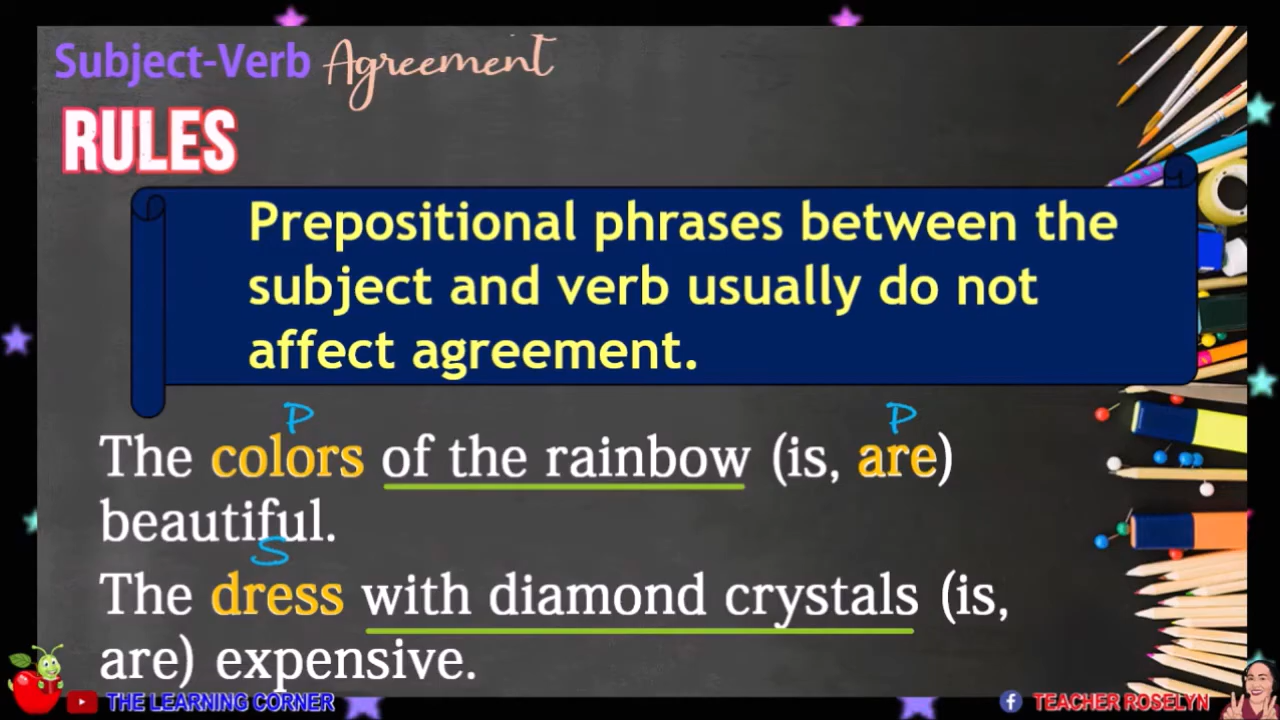 Subject-Verb Agreement
RULES
Prepositional phrases between the
subject and verb usually do not
affect agreement.
P P
The colors of the rainbow (is, are)
beautiful.
S
The dress with diamond crystals (is,
are) expensive.
THE LEARNING CORNER TEACHER ROSELYN